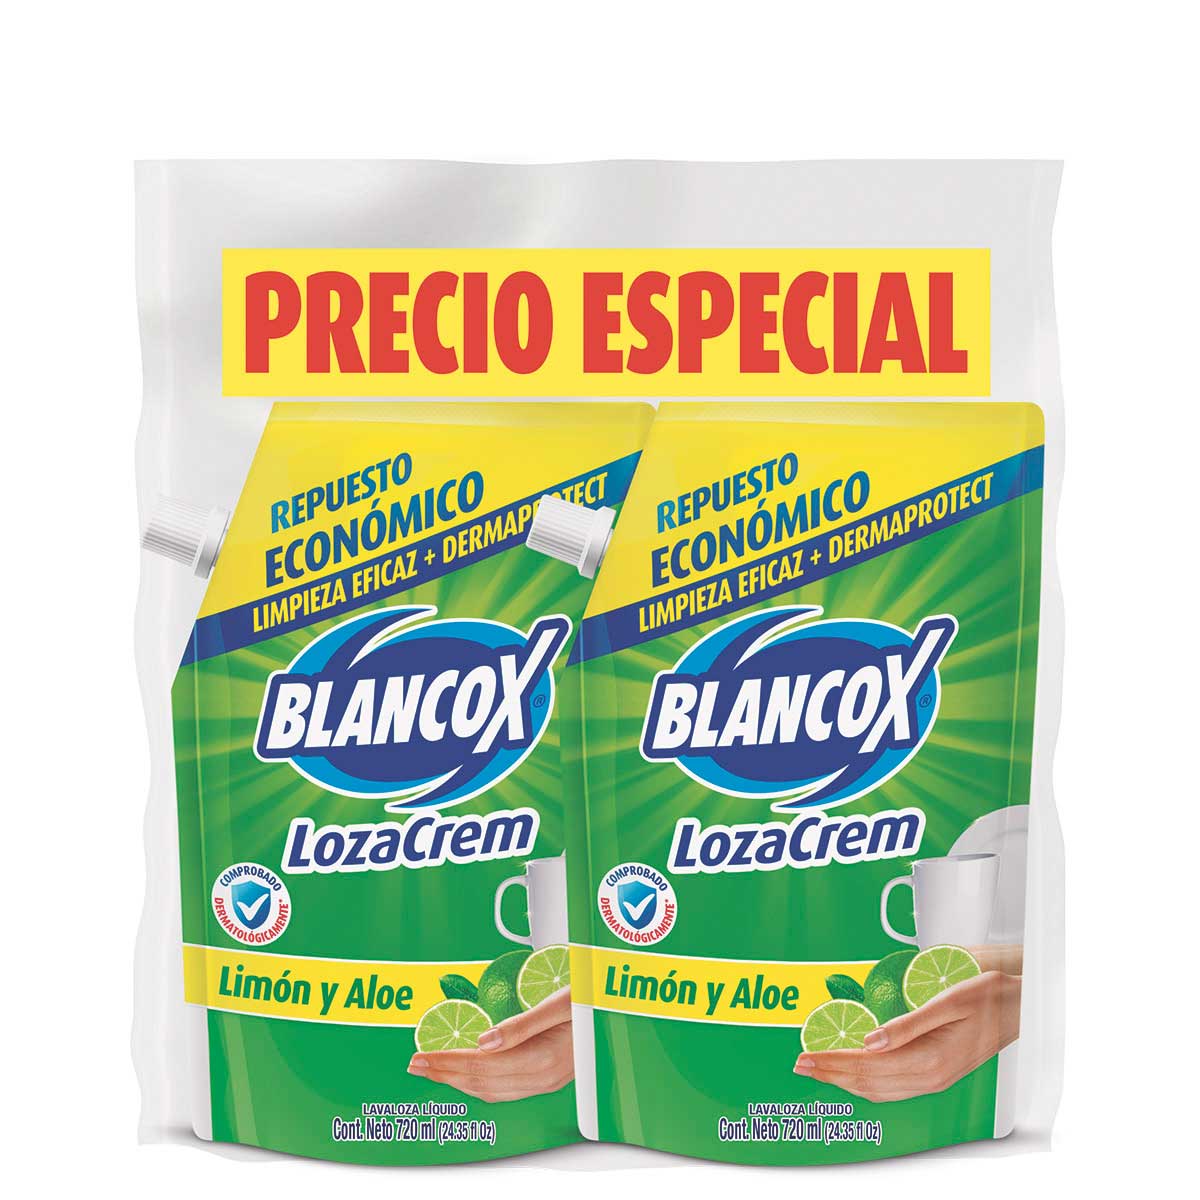 PRECIO ESPECIAL
REPUESTO
ECONÓMICO
LIMPIEZA EFICAZ + DERMAPROTECT
BLANCOX®
LozaCrem
COMPROBADO
DERMATOLÓGICAMENTE*
Limón y Aloe
LAVALOZA LÍQUIDO
Cont. Neto 720 ml (24.35 fl Oz)
REPUESTO
ECONÓMICO
LIMPIEZA EFICAZ + DERMAPROTECT
BLANCOX®
LozaCrem
COMPROBADO
DERMATOLÓGICAMENTE*
Limón y Aloe
LAVALOZA LÍQUIDO
Cont. Neto 720 ml (24.35 fl Oz)